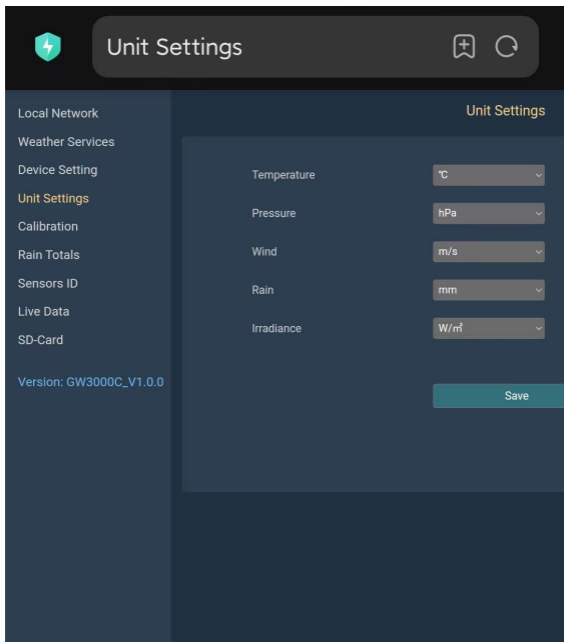 Unit Settings
Local Network
Weather Services
Device Setting
Unit Settings
Calibration
Rain Totals
Sensors ID
Live Data
SD-Card
Version: GW3000C_V1.0.0
Unit Settings
Temperature ℃
Pressure hPa
Wind m/s
Rain mm
Irradiance W/㎡
Save